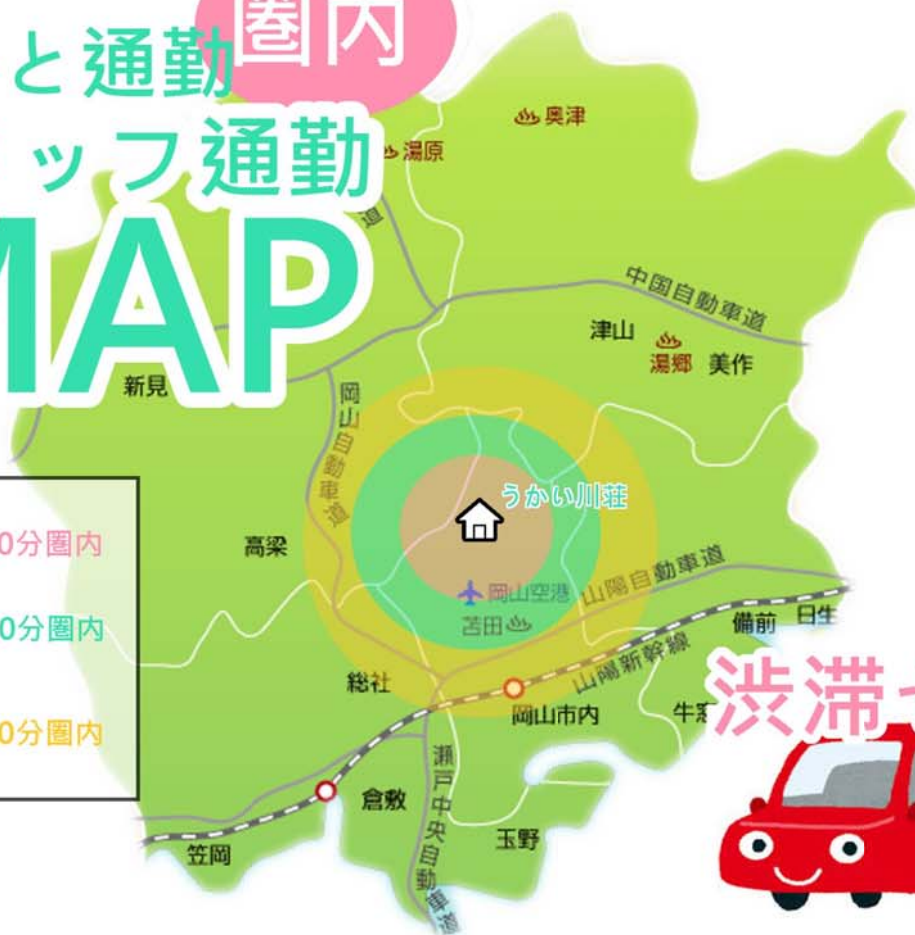 圏内
と通勤
ッフ通勤
MAP
奥津
湯原
道
中国自動車道
津山
湯郷
美作
新見
岡山自動車道
うかい川荘
0分圏内
高梁
岡山空港
山陽自動車道
苫田
0分圏内
備前
日生
総社
山陽新幹線
岡山市内
牛窓
渋滞
0分圏内
瀬戸中央自動車道
倉敷
玉野
笠岡